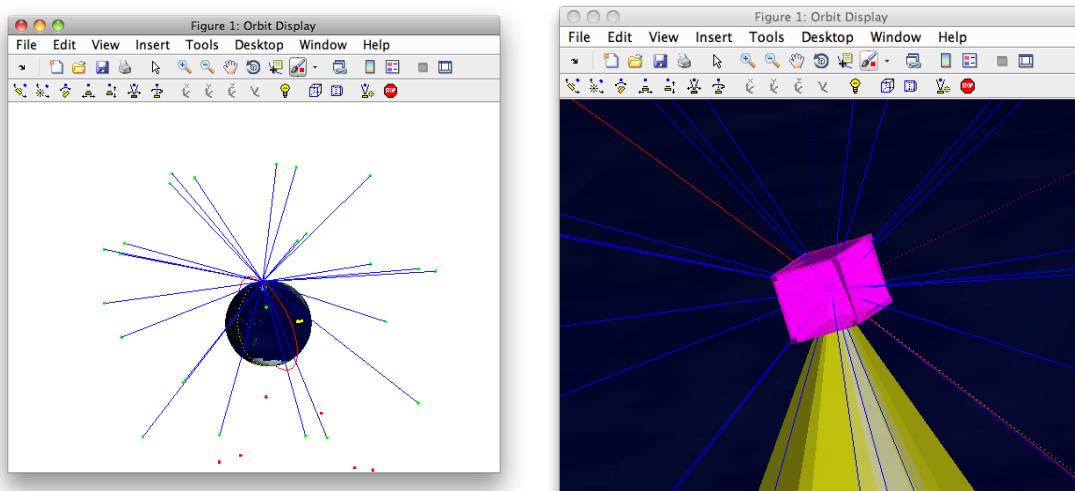 Figure 1: Orbit Display
File Edit View Insert Tools Desktop Window Help
STOP
Figure 1: Orbit Display
File Edit View Insert Tools Desktop Window Help
STOP